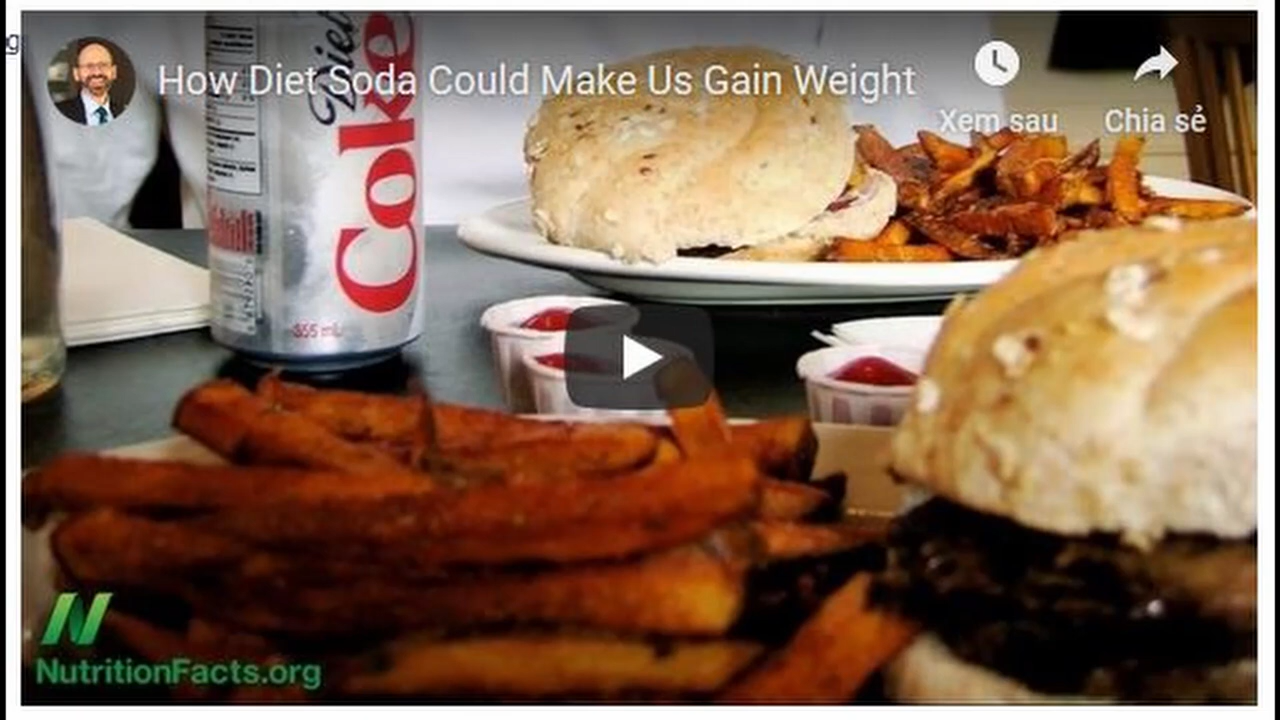 How Diet Soda Could Make Us Gain Weight
Xem sau
Chia sẻ
Diet
Coke
355 mL
NutritionFacts.org